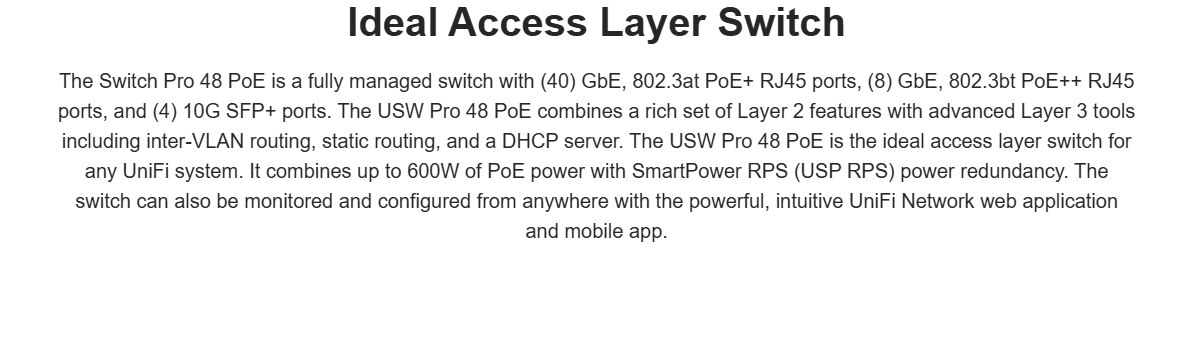 Ideal Access Layer Switch
The Switch Pro 48 PoE is a fully managed switch with (40) GbE, 802.3at PoE+ RJ45 ports, (8) GbE, 802.3bt PoE++ RJ45
ports, and (4) 10G SFP+ ports. The USW Pro 48 PoE combines a rich set of Layer 2 features with advanced Layer 3 tools
including inter-VLAN routing, static routing, and a DHCP server. The USW Pro 48 PoE is the ideal access layer switch for
any UniFi system. It combines up to 600W of PoE power with SmartPower RPS (USP RPS) power redundancy. The
switch can also be monitored and configured from anywhere with the powerful, intuitive UniFi Network web application
and mobile app.